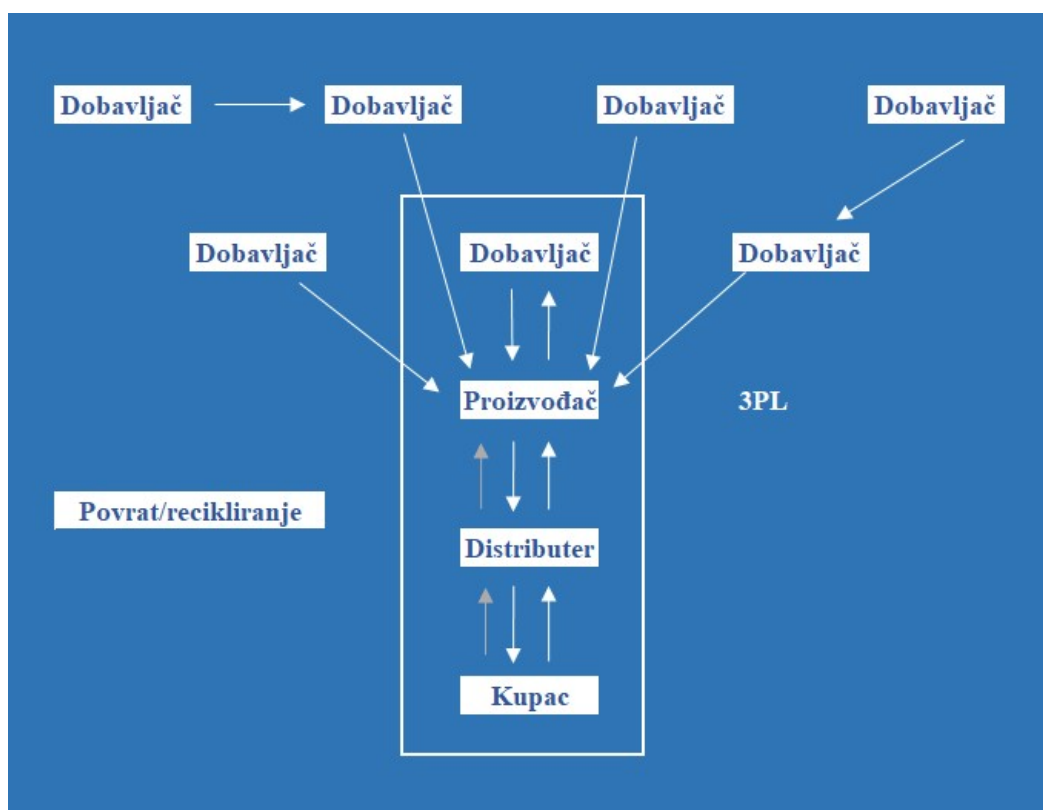 Dobavljač
Dobavljač
Dobavljač
Dobavljač
Dobavljač
Dobavljač
Dobavljač
Proizvođač
3PL
Povrat/recikliranje
Distributer
Kupac